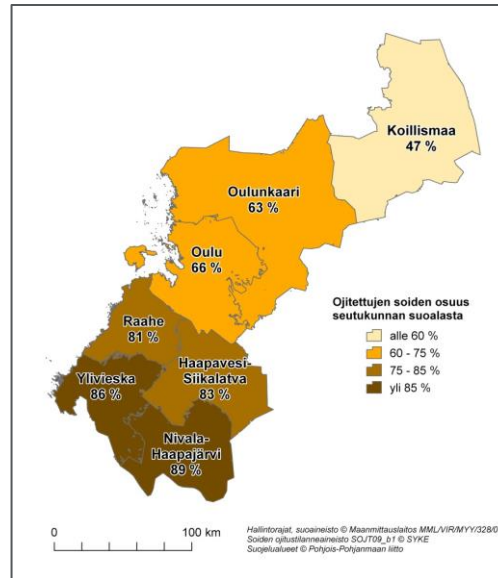 Koillismaa
47 %
Oulunkaari
63 %
Oulu
66 %
Raahe
81 %
Haapavesi-
Siikalatva
83 %
Ylivieska
86 %
Nivala-
Haapajärvi
89 %
Ojitettujen soiden osuus
seutukunnan suoalasta
alle 60 %
60 - 75 %
75 - 85 %
yli 85 %
0 100 km
Hallintorajat, suoaineisto © Maanmittauslaitos MML/VIR/MYY/328/0
Soiden ojitustilanneaineisto SOJT09_b1 © SYKE
Suojelualueet © Pohjois-Pohjanmaan liitto